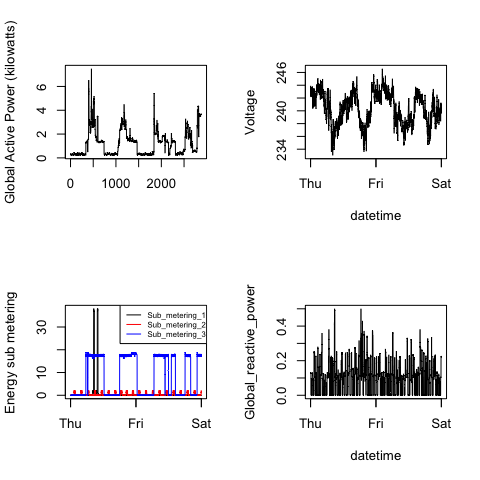 Global Active Power (kilowatts)
0 2 4 6
0 1000 2000
Voltage
234 240 246
Thu Fri Sat
datetime
Energy sub metering
0 10 30
Sub_metering_1
Sub_metering_2
Sub_metering_3
Thu Fri Sat
Global_reactive_power
0.0 0.2 0.4
Thu Fri Sat
datetime